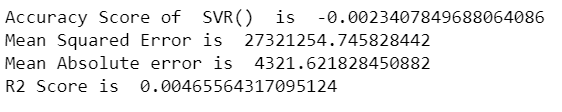 Accuracy Score of  SVR()  is  -0.0023407849688064086
Mean Squared Error is  27321254.745828442
Mean Absolute error is  4321.621828450882
R2 Score is  0.00465564317095124